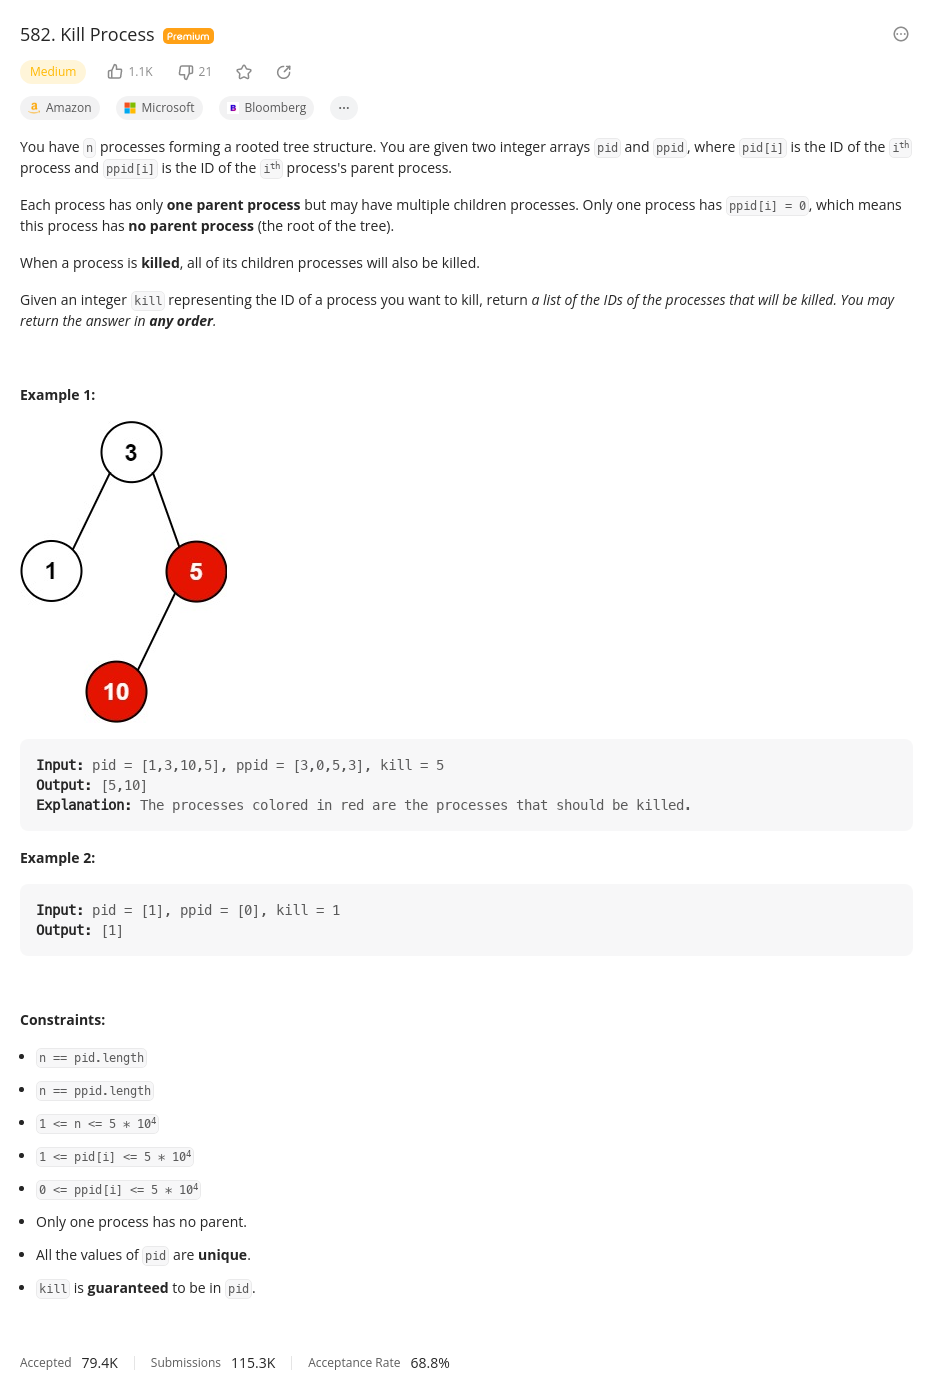 582. Kill Process Premium
Medium 1.1K 21
Amazon Microsoft Bloomberg ...
You have n processes forming a rooted tree structure. You are given two integer arrays pid and ppid, where pid[i] is the ID of the iᵗʰ
process and ppid[i] is the ID of the iᵗʰ process's parent process.
Each process has only one parent process but may have multiple children processes. Only one process has ppid[i] = 0, which means
this process has no parent process (the root of the tree).
When a process is killed, all of its children processes will also be killed.
Given an integer kill representing the ID of a process you want to kill, return a list of the IDs of the processes that will be killed. You may
return the answer in any order.
Example 1:
3
1 5
10
Input: pid = [1,3,10,5], ppid = [3,0,5,3], kill = 5
Output: [5,10]
Explanation: The processes colored in red are the processes that should be killed.
Example 2:
Input: pid = [1], ppid = [0], kill = 1
Output: [1]
Constraints:
n == pid.length
n == ppid.length
1 <= n <= 5 * 10⁴
1 <= pid[i] <= 5 * 10⁴
0 <= ppid[i] <= 5 * 10⁴
Only one process has no parent.
All the values of pid are unique.
kill is guaranteed to be in pid.
Accepted 79.4K Submissions 115.3K Acceptance Rate 68.8%